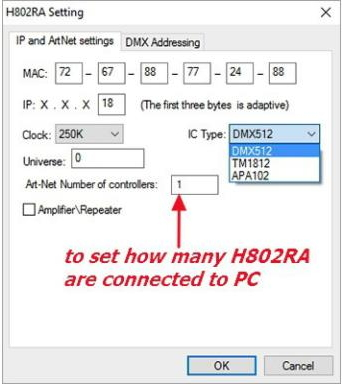 H802RA Setting
IP and ArtNet settings DMX Addressing
MAC: 72 - 67 - 88 - 77 - 24 - 88
IP: X . X . X 18 (The first three bytes is adaptive)
Clock: 250K IC Type: DMX512
DMX512
TM1812
APA102
Universe: 0
Art-Net Number of controllers: 1
Amplifier\Repeater
to set how many H802RA
are connected to PC
OK Cancel